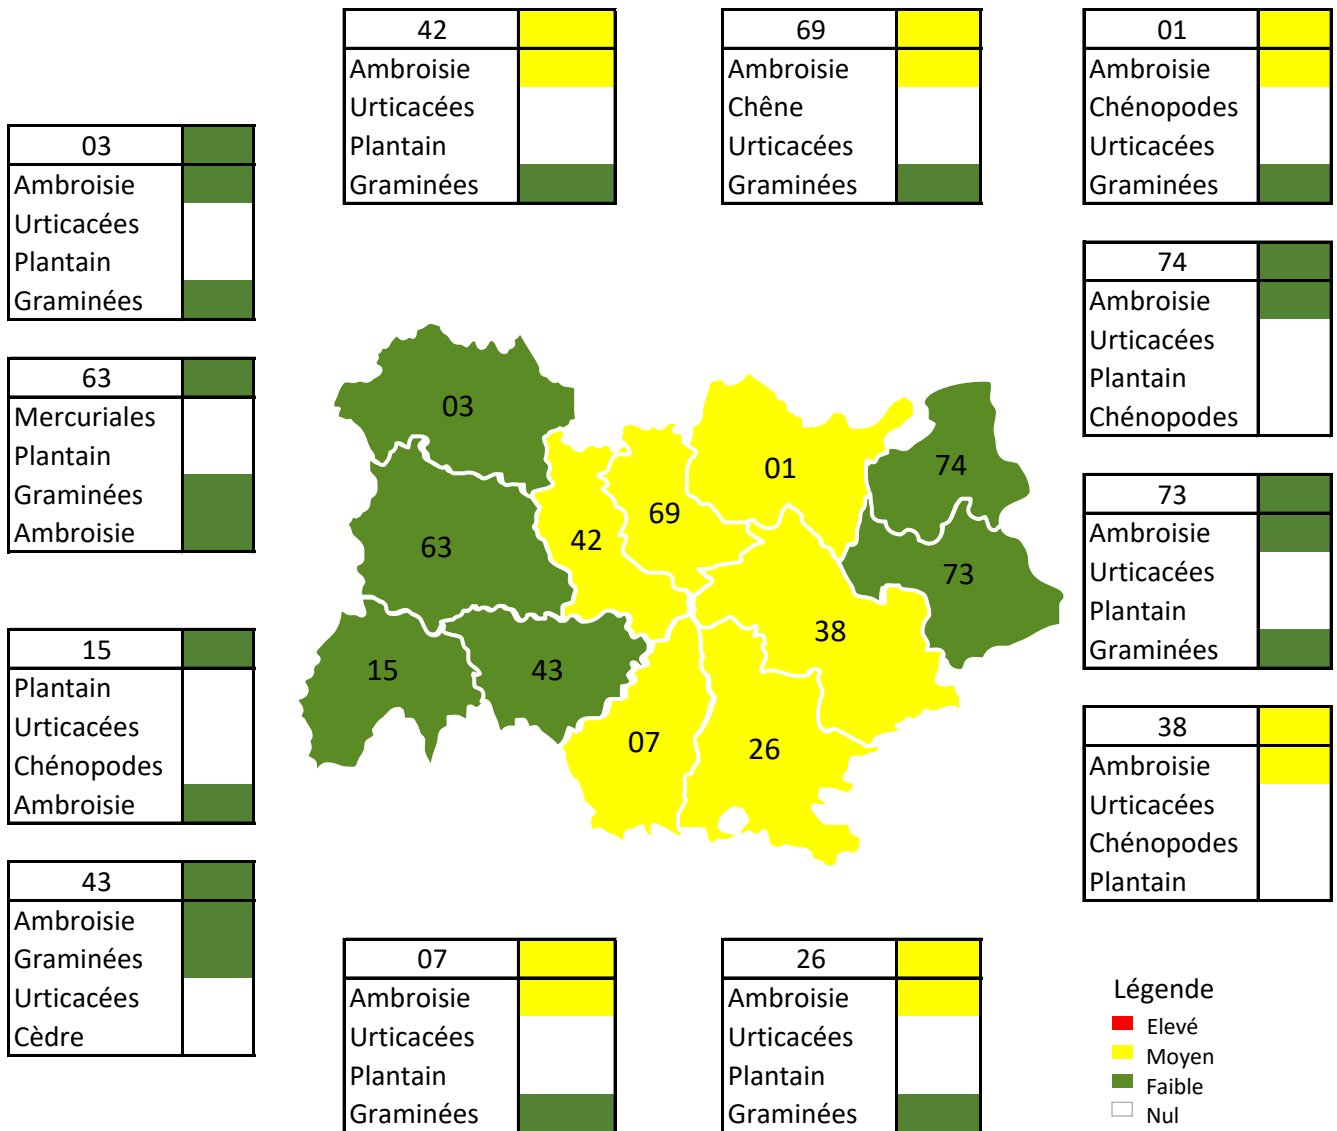 42
Ambroisie
Urticacées
Plantain
Graminées
69
Ambroisie
Chêne
Urticacées
Graminées
01
Ambroisie
Chénopodes
Urticacées
Graminées
03
Ambroisie
Urticacées
Plantain
Graminées
74
Ambroisie
Urticacées
Plantain
Chénopodes
63
Mercuriales
Plantain
Graminées
Ambroisie
03
01
74
69
42
63
73
38
15
43
07
26
73
Ambroisie
Urticacées
Plantain
Graminées
15
Plantain
Urticacées
Chénopodes
Ambroisie
38
Ambroisie
Urticacées
Chénopodes
Plantain
43
Ambroisie
Graminées
Urticacées
Cèdre
07
Ambroisie
Urticacées
Plantain
Graminées
26
Ambroisie
Urticacées
Plantain
Graminées
Légende
Elevé
Moyen
Faible
Nul